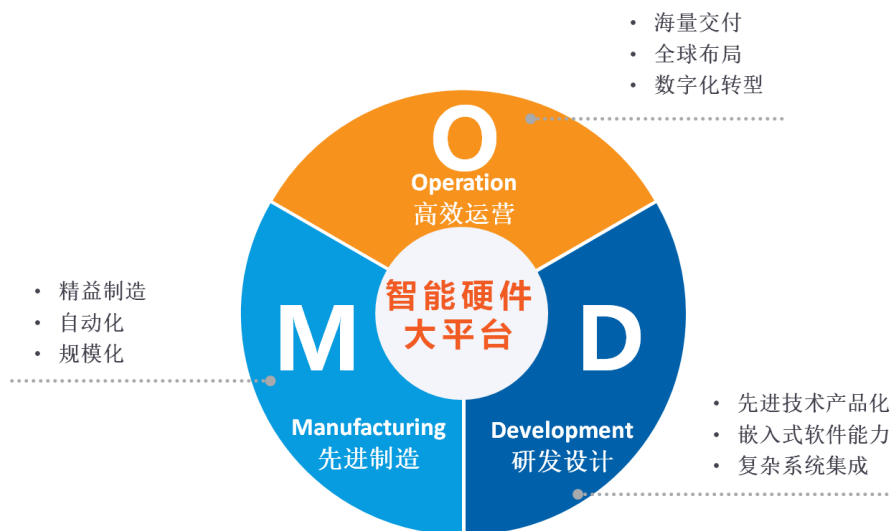 • 海量交付
• 全球布局
• 数字化转型
O
Operation
高效运营
智能硬件
大平台
• 精益制造
• 自动化
• 规模化
M
Manufacturing
先进制造
D
Development
研发设计
• 先进技术产品化
• 嵌入式软件能力
• 复杂系统集成